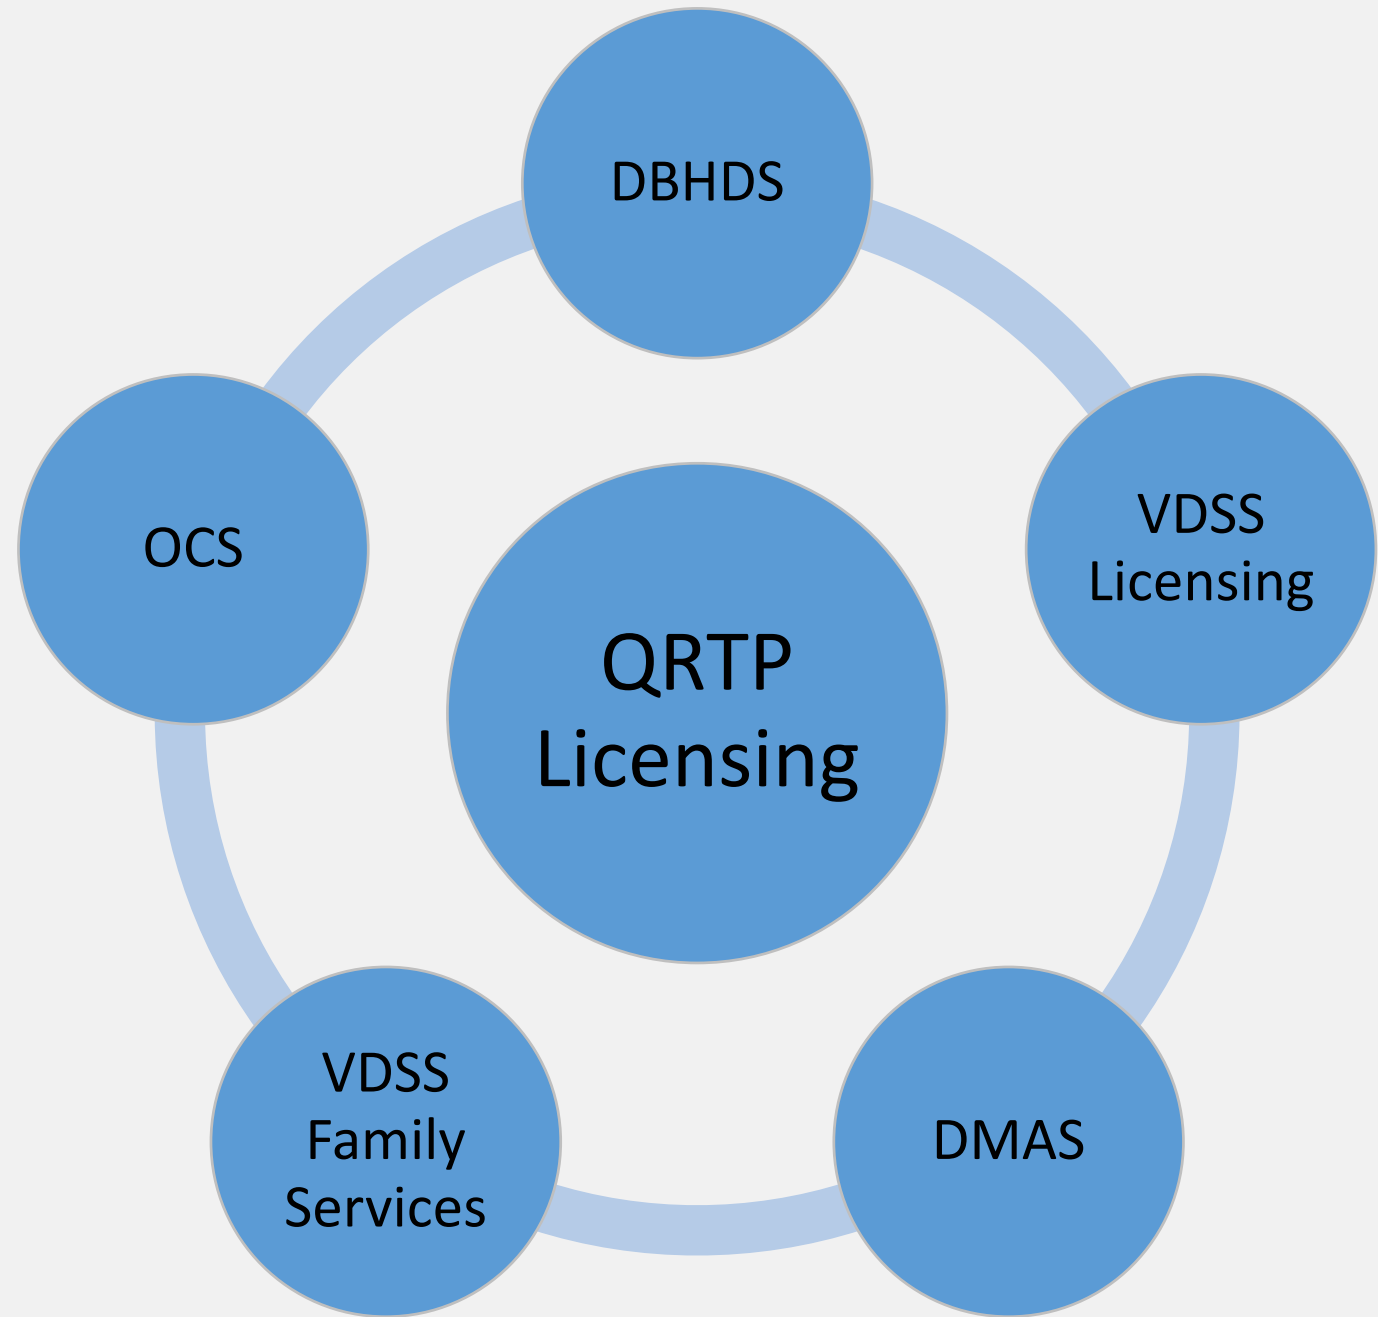 DBHDS
OCS
VDSS
Licensing
QRTP
Licensing
VDSS
Family
Services
DMAS